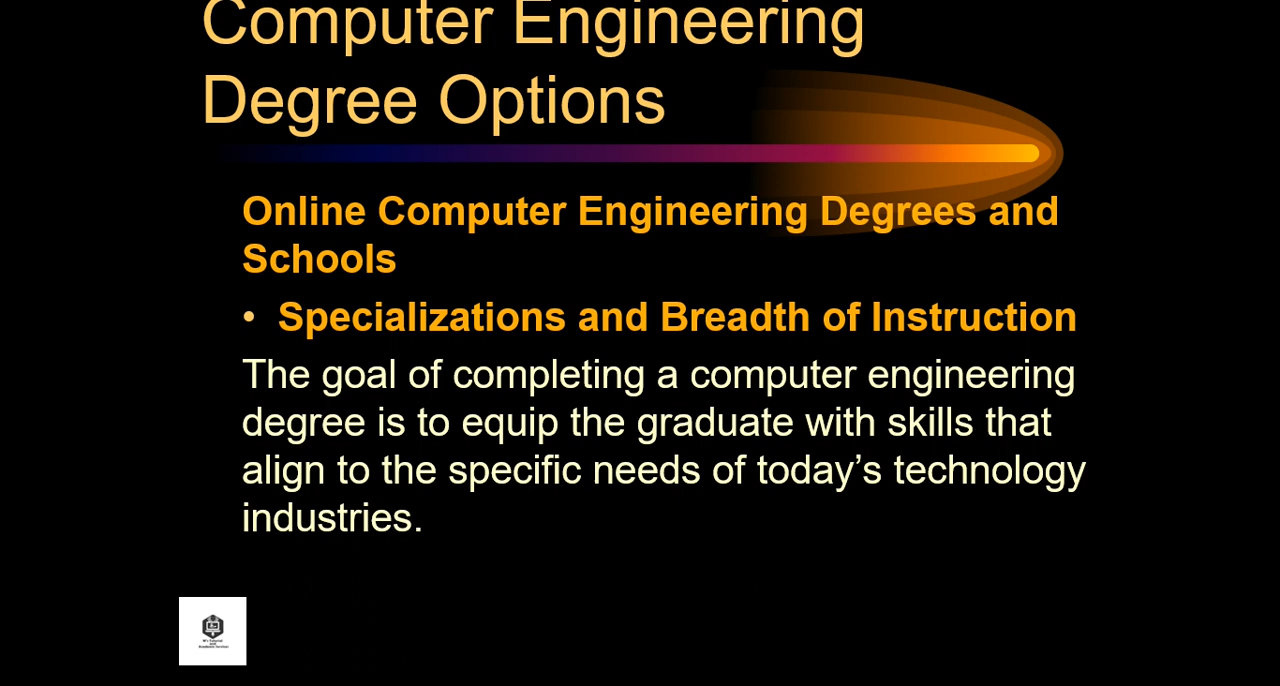 Computer Engineering
Degree Options
Online Computer Engineering Degrees and
Schools
• Specializations and Breadth of Instruction
The goal of completing a computer engineering
degree is to equip the graduate with skills that
align to the specific needs of today’s technology
industries.